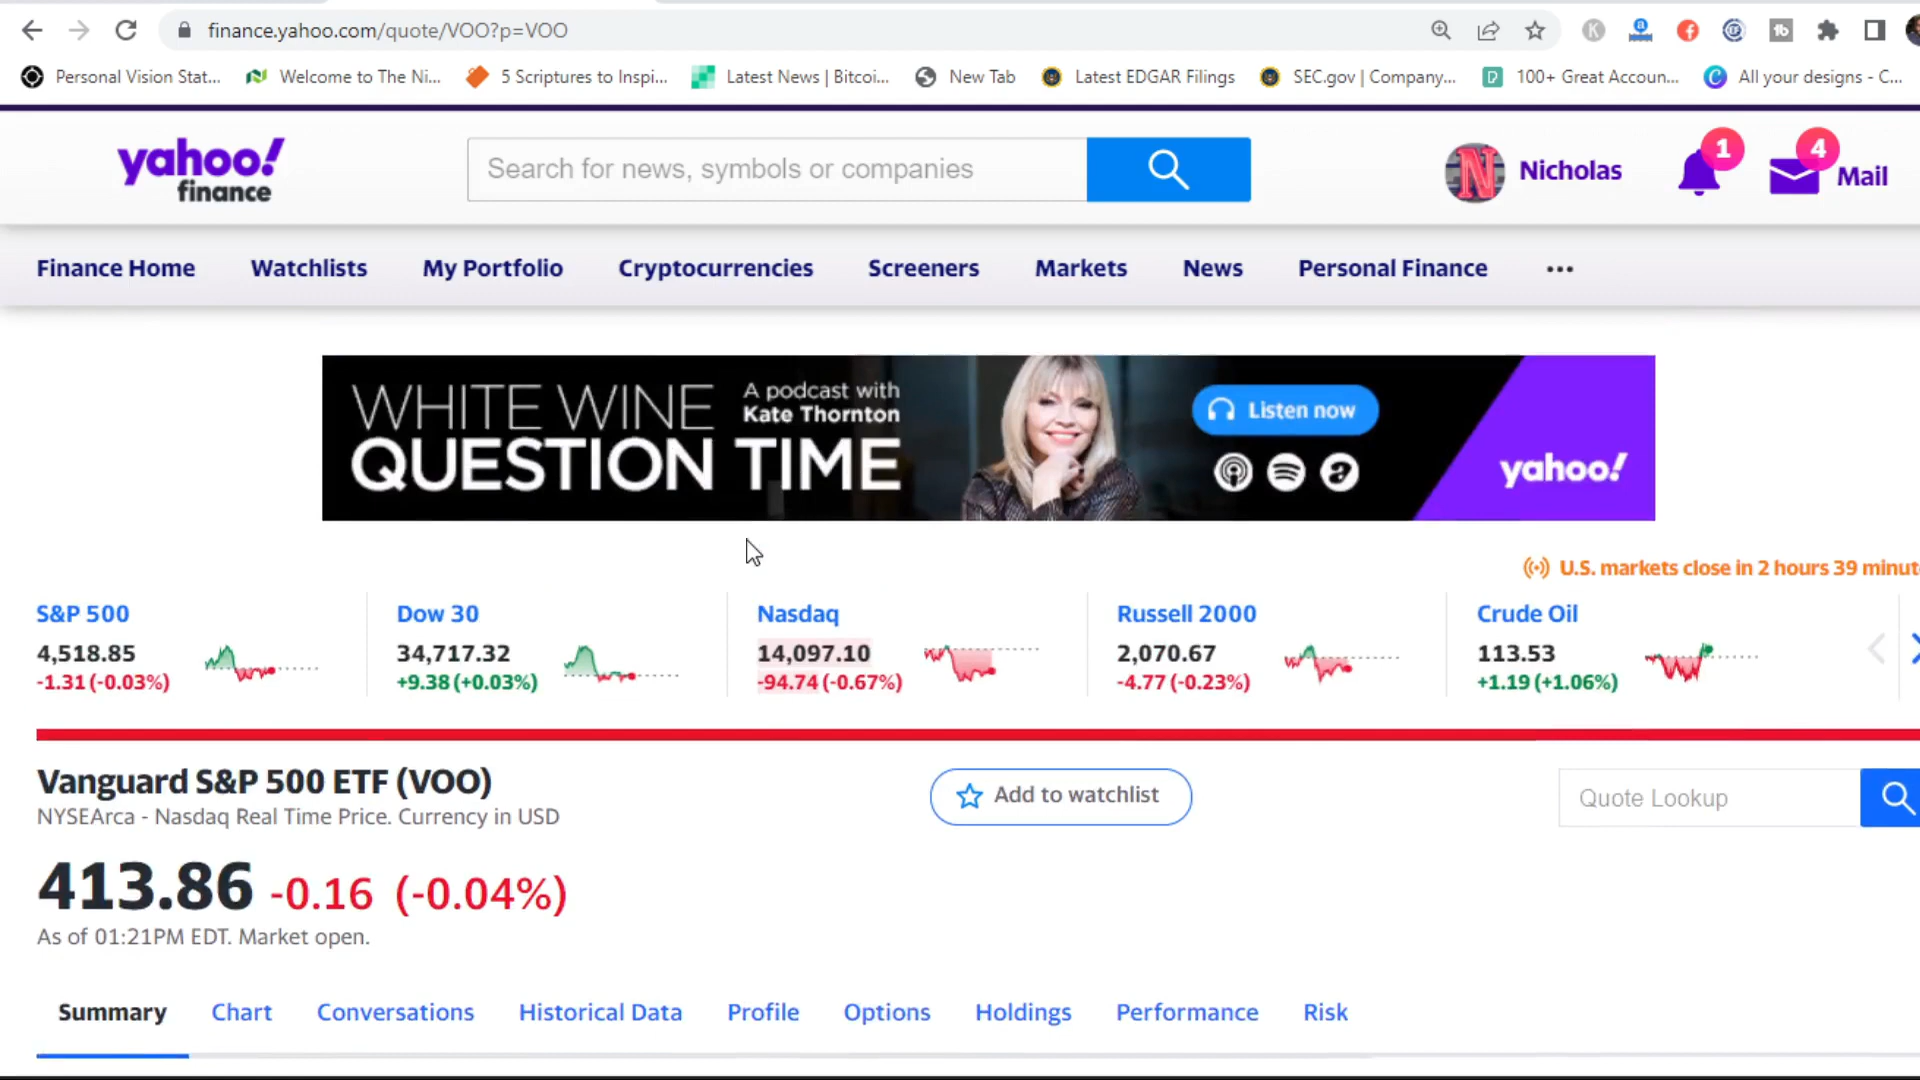 finance.yahoo.com/quote/VOO?p=VOO
Personal Vision Stat... Welcome to The Ni... 5 Scriptures to Inspi... Latest News | Bitcoi... New Tab Latest EDGAR Filings SEC.gov | Company... 100+ Great Accoun... All your designs - C...
yahoo!
finance
Search for news, symbols or companies
Nicholas
1
4
Mail
Finance Home Watchlists My Portfolio Cryptocurrencies Screeners Markets News Personal Finance ...
WHITE WINE
QUESTION TIME
A podcast with
Kate Thornton
Listen now
yahoo!
U.S. markets close in 2 hours 39 minut
S&P 500 Dow 30 Nasdaq Russell 2000 Crude Oil
4,518.85 34,717.32 14,097.10 2,070.67 113.53
-1.31 (-0.03%) +9.38 (+0.03%) -94.74 (-0.67%) -4.77 (-0.23%) +1.19 (+1.06%)
Vanguard S&P 500 ETF (VOO)
NYSEArca - Nasdaq Real Time Price. Currency in USD
Add to watchlist
Quote Lookup
413.86 -0.16 (-0.04%)
As of 01:21PM EDT. Market open.
Summary Chart Conversations Historical Data Profile Options Holdings Performance Risk